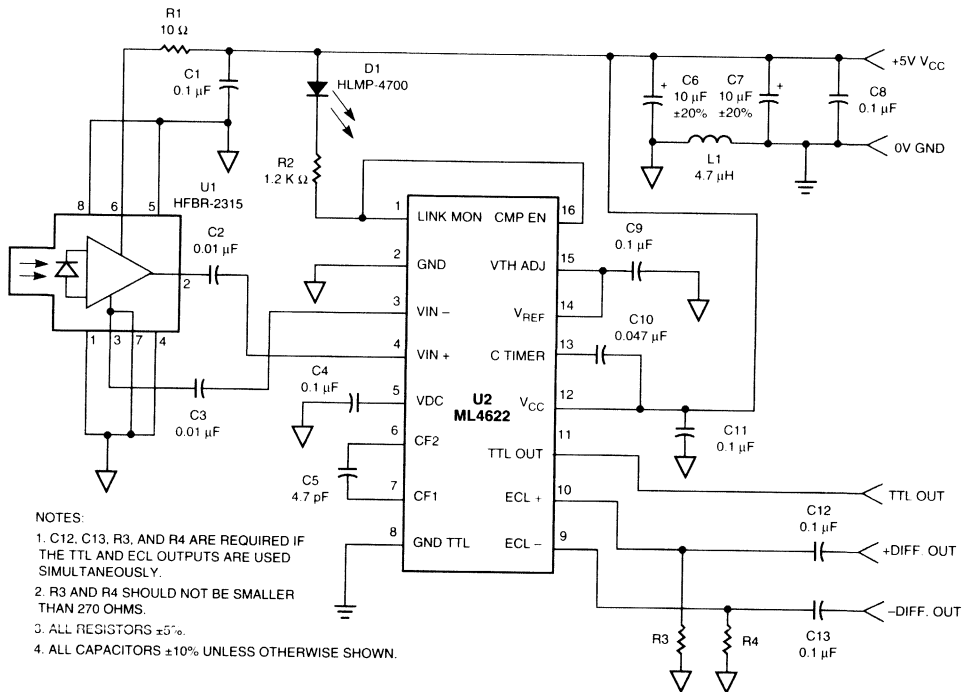 R1
10 Ω
C1
0.1 µF
D1
HLMP-4700
R2
1.2 K Ω
C6
10 µF
±20%
C7
10 µF
±20%
C8
0.1 µF
+5V VCC
0V GND
L1
4.7 µH
+
+
8
6
5
U1
HFBR-2315
2
1
3
7
4
C2
0.01 µF
C3
0.01 µF
C4
0.1 µF
C5
4.7 pF
1
LINK MON
2
GND
3
VIN –
4
VIN +
5
VDC
6
CF2
7
CF1
8
GND TTL
U2
ML4622
CMP EN
16
VTH ADJ
15
VREF
14
C TIMER
13
VCC
12
TTL OUT
11
ECL +
10
ECL –
9
C9
0.1 µF
C10
0.047 µF
C11
0.1 µF
TTL OUT
C12
0.1 µF
+DIFF. OUT
–DIFF. OUT
C13
0.1 µF
R3
R4
NOTES:
1. C12, C13, R3, AND R4 ARE REQUIRED IF
THE TTL AND ECL OUTPUTS ARE USED
SIMULTANEOUSLY.
2. R3 AND R4 SHOULD NOT BE SMALLER
THAN 270 OHMS.
3. ALL RESISTORS ±5%.
4. ALL CAPACITORS ±10% UNLESS OTHERWISE SHOWN.